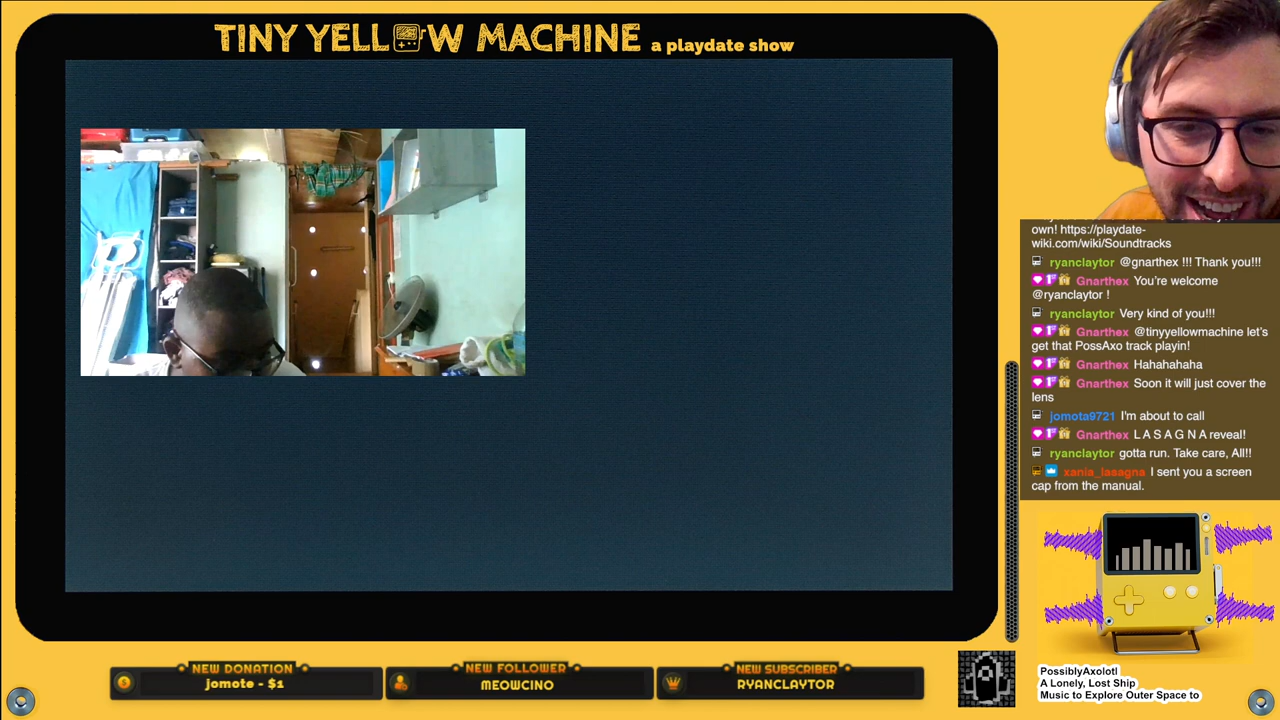 TINY YELLOW MACHINE a playdate show
own! https://playdate-
wiki.com/wiki/Soundtracks
ryanclaytor @gnarthex !!! Thank you!!!
Gnarthex You're welcome
@ryanclaytor !
ryanclaytor Very kind of you!!!
Gnarthex @tinyyellowmachine let's
get that PossAxo track playin!
Gnarthex Hahahahaha
Gnarthex Soon it will just cover the
lens
jomota9721 I'm about to call
Gnarthex L A S A G N A reveal!
ryanclaytor gotta run. Take care, All!!
xania_lasagna I sent you a screen
cap from the manual.
NEW DONATION
jomote - $1
NEW FOLLOWER
MEOWCINO
NEW SUBSCRIBER
RYANCLAYTOR
PossiblyAxolotl
A Lonely, Lost Ship
Music to Explore Outer Space to